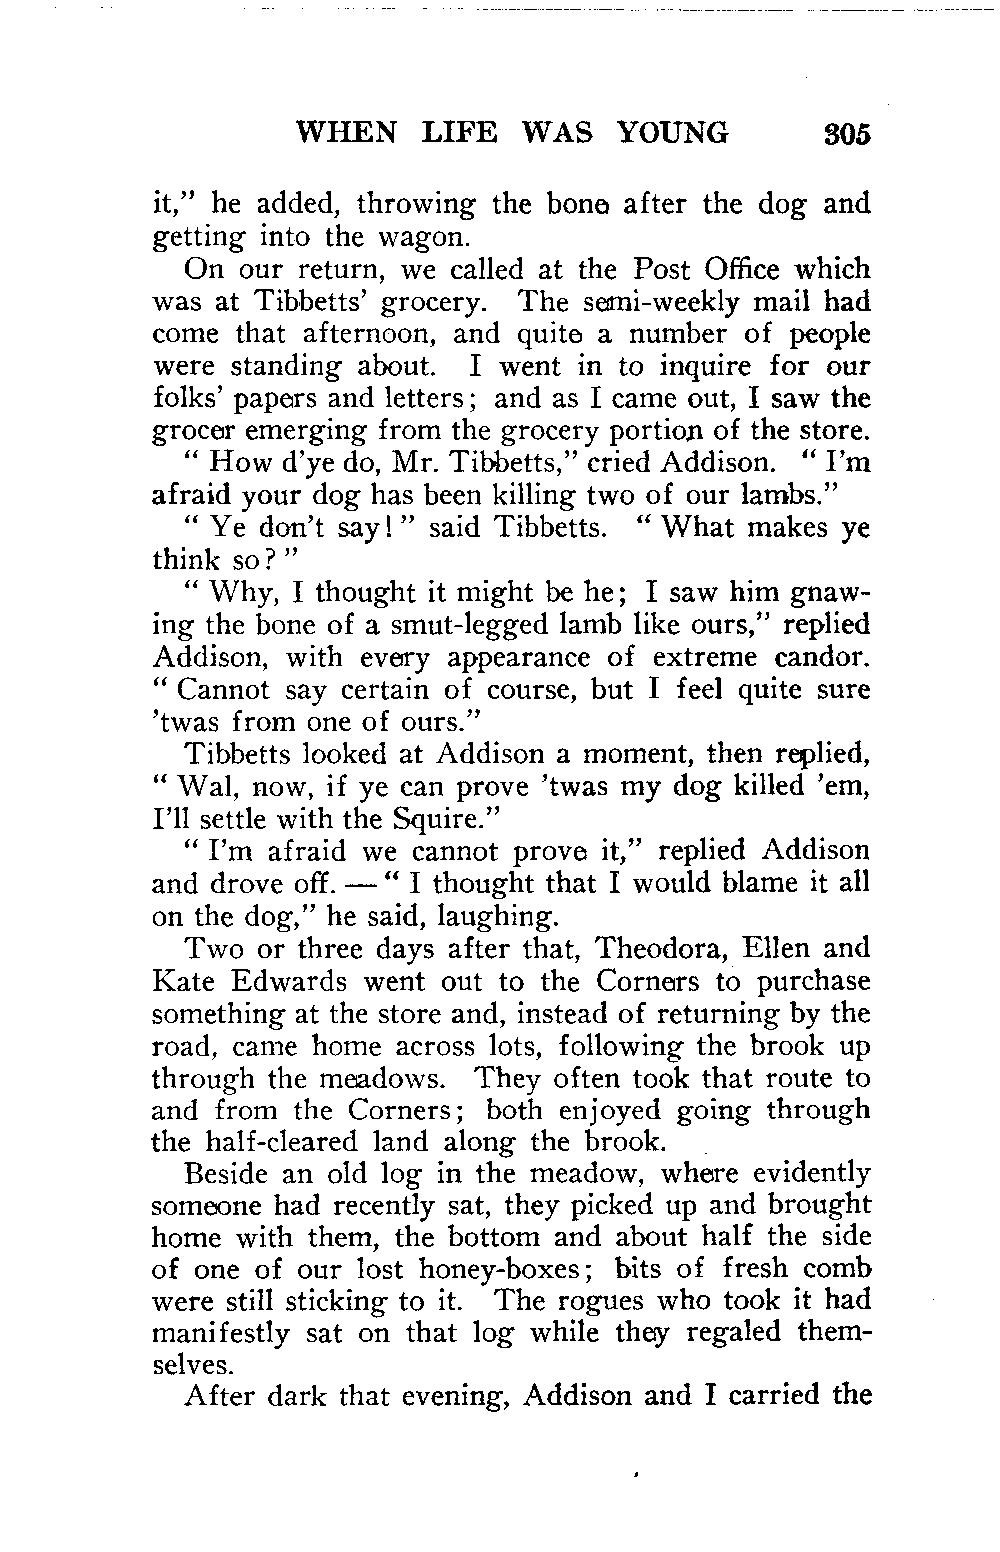 WHEN LIFE WAS YOUNG 305
it,” he added, throwing the bone after the dog and
getting into the wagon.
On our return, we called at the Post Office which
was at Tibbetts’ grocery. The semi-weekly mail had
come that afternoon, and quite a number of people
were standing about. I went in to inquire for our
folks’ papers and letters; and as I came out, I saw the
grocer emerging from the grocery portion of the store.
“ How d’ye do, Mr. Tibbetts,” cried Addison. “ I’m
afraid your dog has been killing two of our lambs.”
“ Ye don’t say! ” said Tibbetts. “ What makes ye
think so? ”
“ Why, I thought it might be he; I saw him gnaw-
ing the bone of a smut-legged lamb like ours,” replied
Addison, with every appearance of extreme candor.
“ Cannot say certain of course, but I feel quite sure
’twas from one of ours.”
Tibbetts looked at Addison a moment, then replied,
“ Wal, now, if ye can prove ’twas my dog killed ’em,
I’ll settle with the Squire.”
“ I’m afraid we cannot prove it,” replied Addison
and drove off. — “ I thought that I would blame it all
on the dog,” he said, laughing.
Two or three days after that, Theodora, Ellen and
Kate Edwards went out to the Corners to purchase
something at the store and, instead of returning by the
road, came home across lots, following the brook up
through the meadows. They often took that route to
and from the Corners; both enjoyed going through
the half-cleared land along the brook.
Beside an old log in the meadow, where evidently
someone had recently sat, they picked up and brought
home with them, the bottom and about half the side
of one of our lost honey-boxes; bits of fresh comb
were still sticking to it. The rogues who took it had
manifestly sat on that log while they regaled them-
selves.
After dark that evening, Addison and I carried the